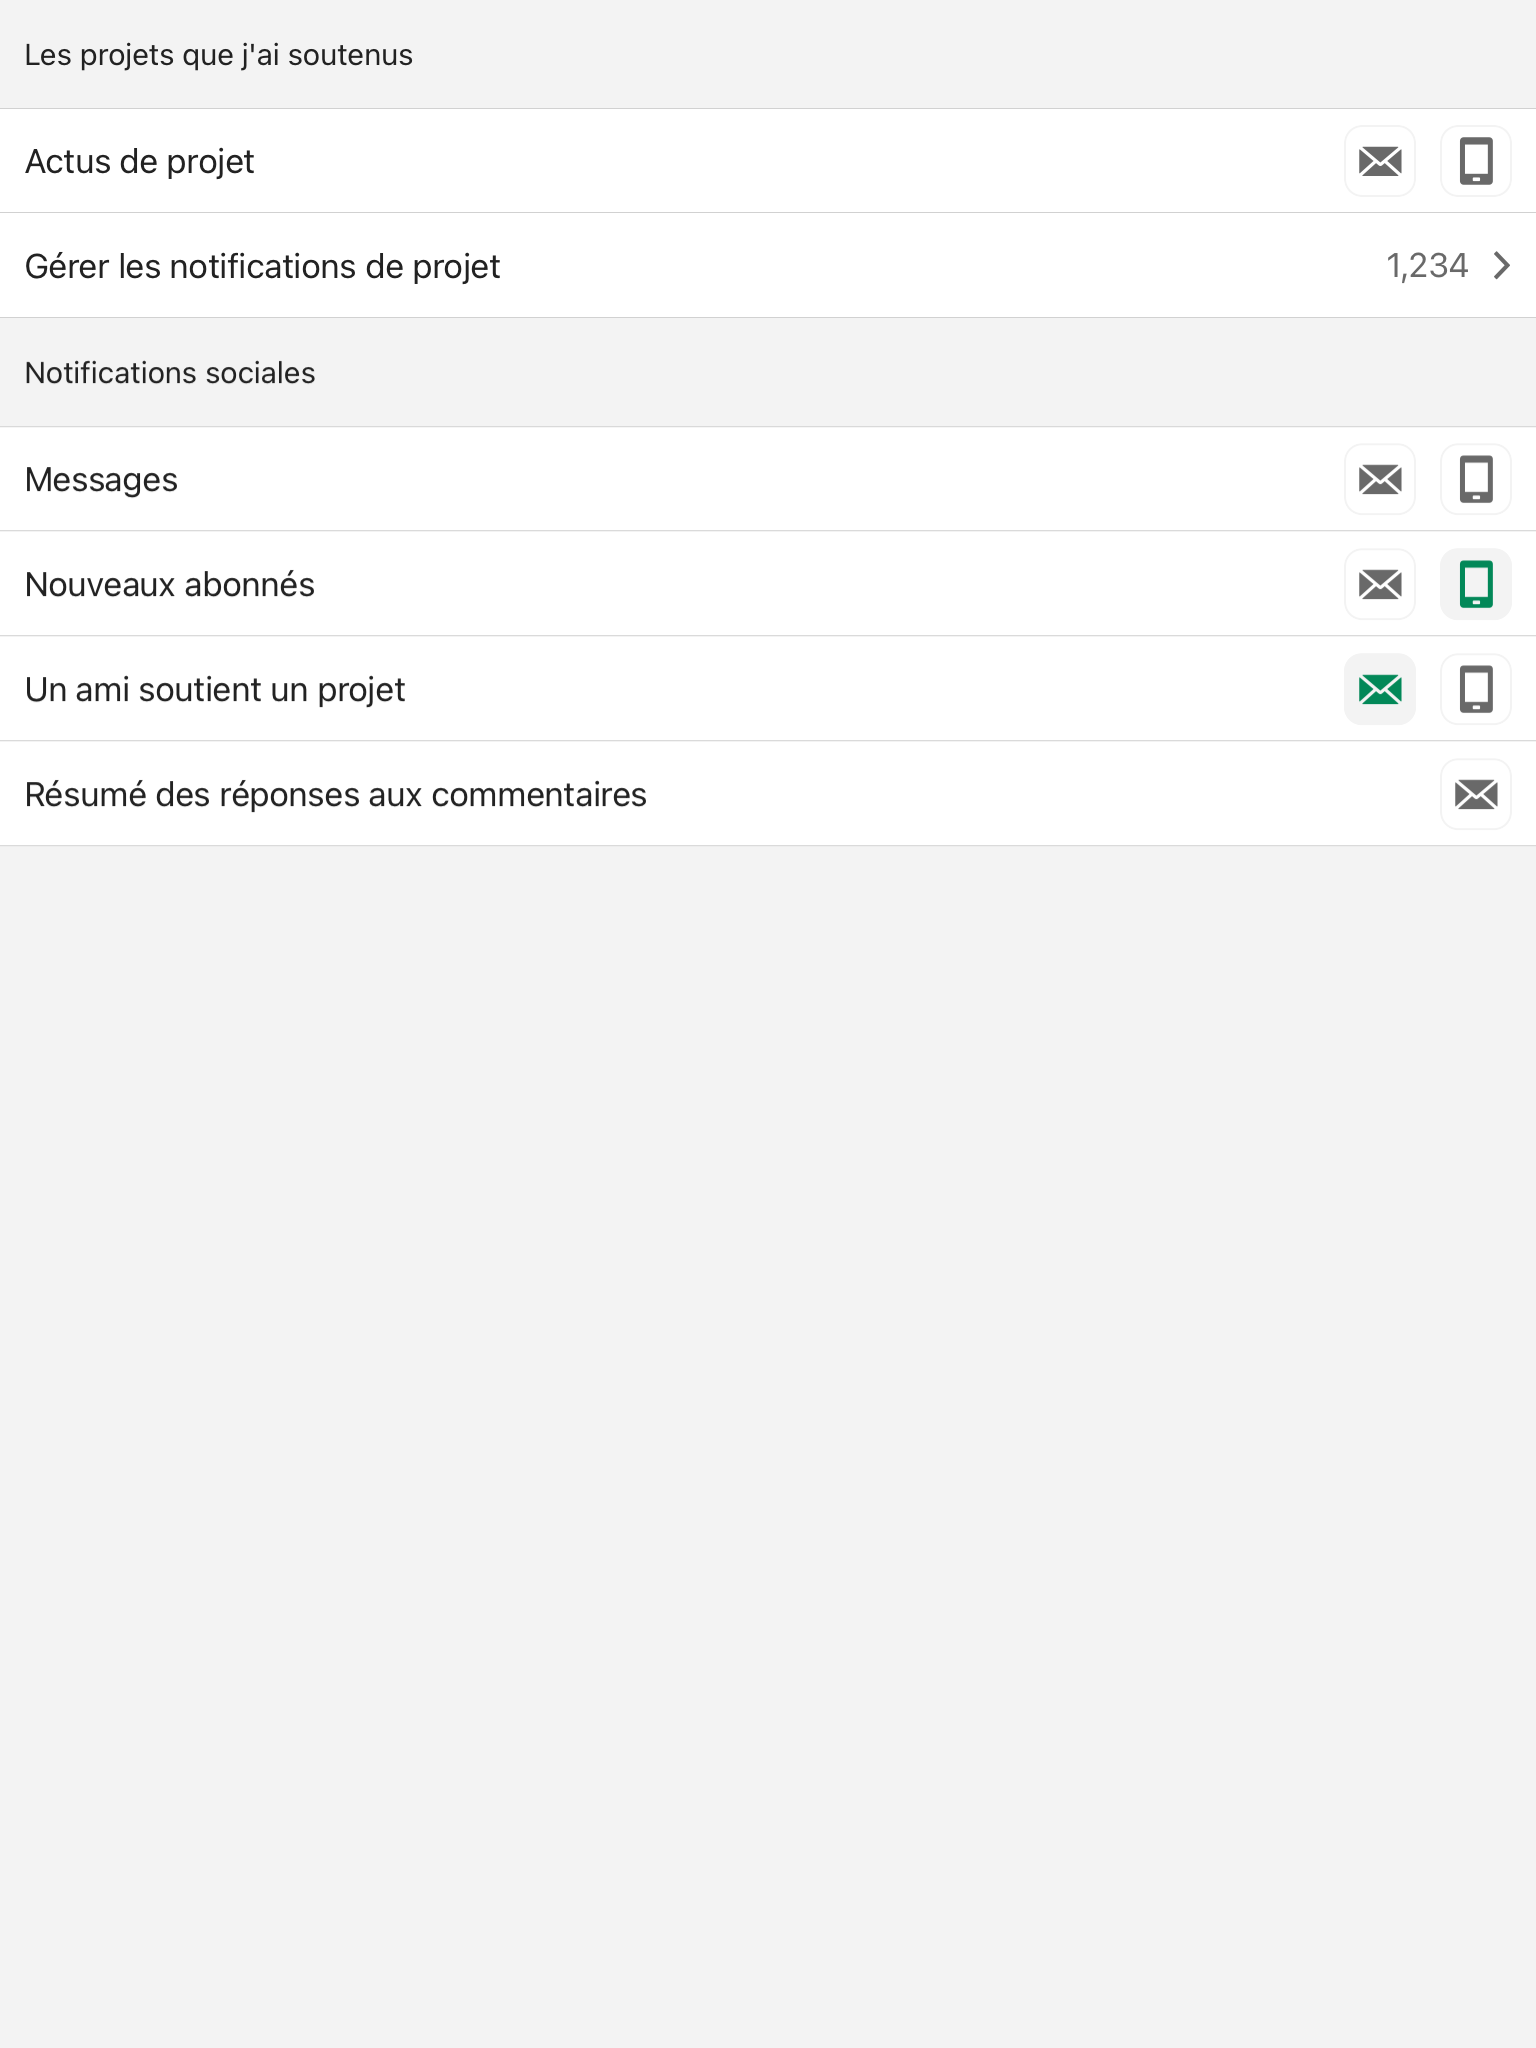 Les projets que j'ai soutenus
Actus de projet
Gérer les notifications de projet 1,234
Notifications sociales
Messages
Nouveaux abonnés
Un ami soutient un projet
Résumé des réponses aux commentaires